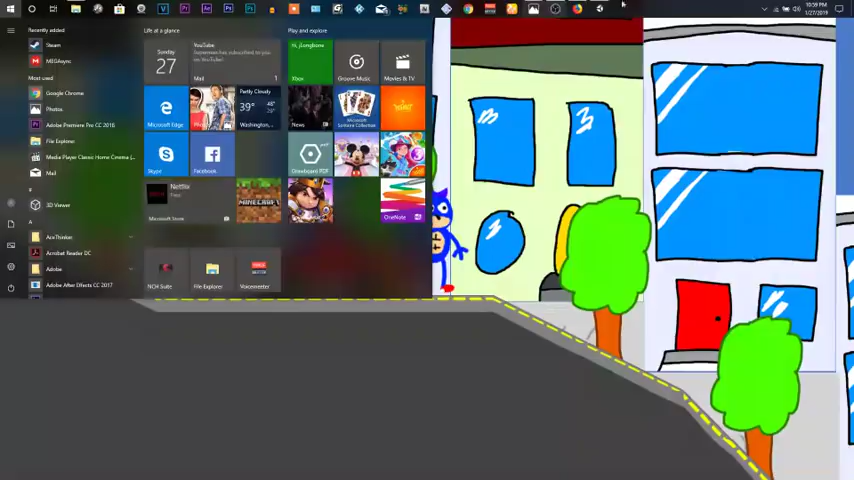 10:59 PM
1/27/2019
Recently added
Steam
MEGAsync
Most used
Google Chrome
Photos
Adobe Premiere Pro CC 2018
File Explorer
Media Player Classic Home Cinema (...
Mail
#
3D Viewer
A
AceThinker
Acrobat Reader DC
Adobe
Adobe After Effects CC 2017
Life at a glance
Sunday
27
YouTube
Mail
1
Microsoft Edge
Partly Cloudy
39°
Washington,...
Skype
Facebook
Netflix
Free
Microsoft Store
MINECRAFT
NCH Suite
File Explorer
Voicemeeter
Play and explore
Xbox
Groove Music
Movies & TV
News
Microsoft
Solitaire Collection
Drawboard PDF
OneNote